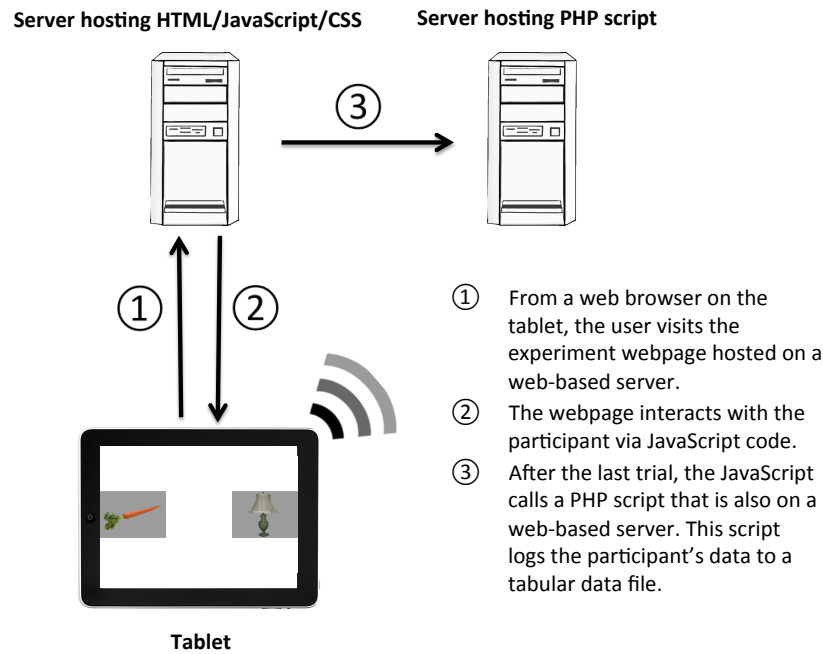 Server hosting HTML/JavaScript/CSS
Server hosting PHP script
③
①
②
① From a web browser on the
tablet, the user visits the
experiment webpage hosted on a
web-based server.
② The webpage interacts with the
participant via JavaScript code.
③ After the last trial, the JavaScript
calls a PHP script that is also on a
web-based server. This script
logs the participant's data to a
tabular data file.
Tablet